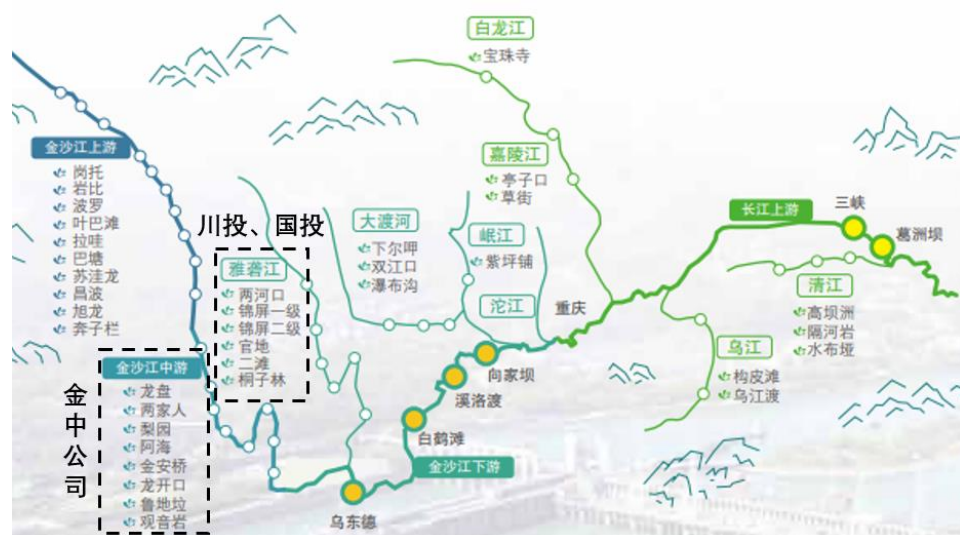 白龙江
宝珠寺
金沙江上游
岗托
岩比
波罗
叶巴滩
拉哇
巴塘
苏洼龙
昌波
旭龙
奔子栏
川投、国投
雅砻江
两河口
锦屏一级
锦屏二级
官地
二滩
桐子林
大渡河
下尔呷
双江口
瀑布沟
嘉陵江
亭子口
草街
岷江
紫坪铺
沱江
重庆
长江上游
三峡
葛洲坝
清江
高坝洲
隔河岩
水布垭
乌江
构皮滩
乌江渡
金中公司
金沙江中游
龙盘
两家人
梨园
阿海
金安桥
龙开口
鲁地垃
观音岩
向家坝
溪洛渡
白鹤滩
金沙江下游
乌东德